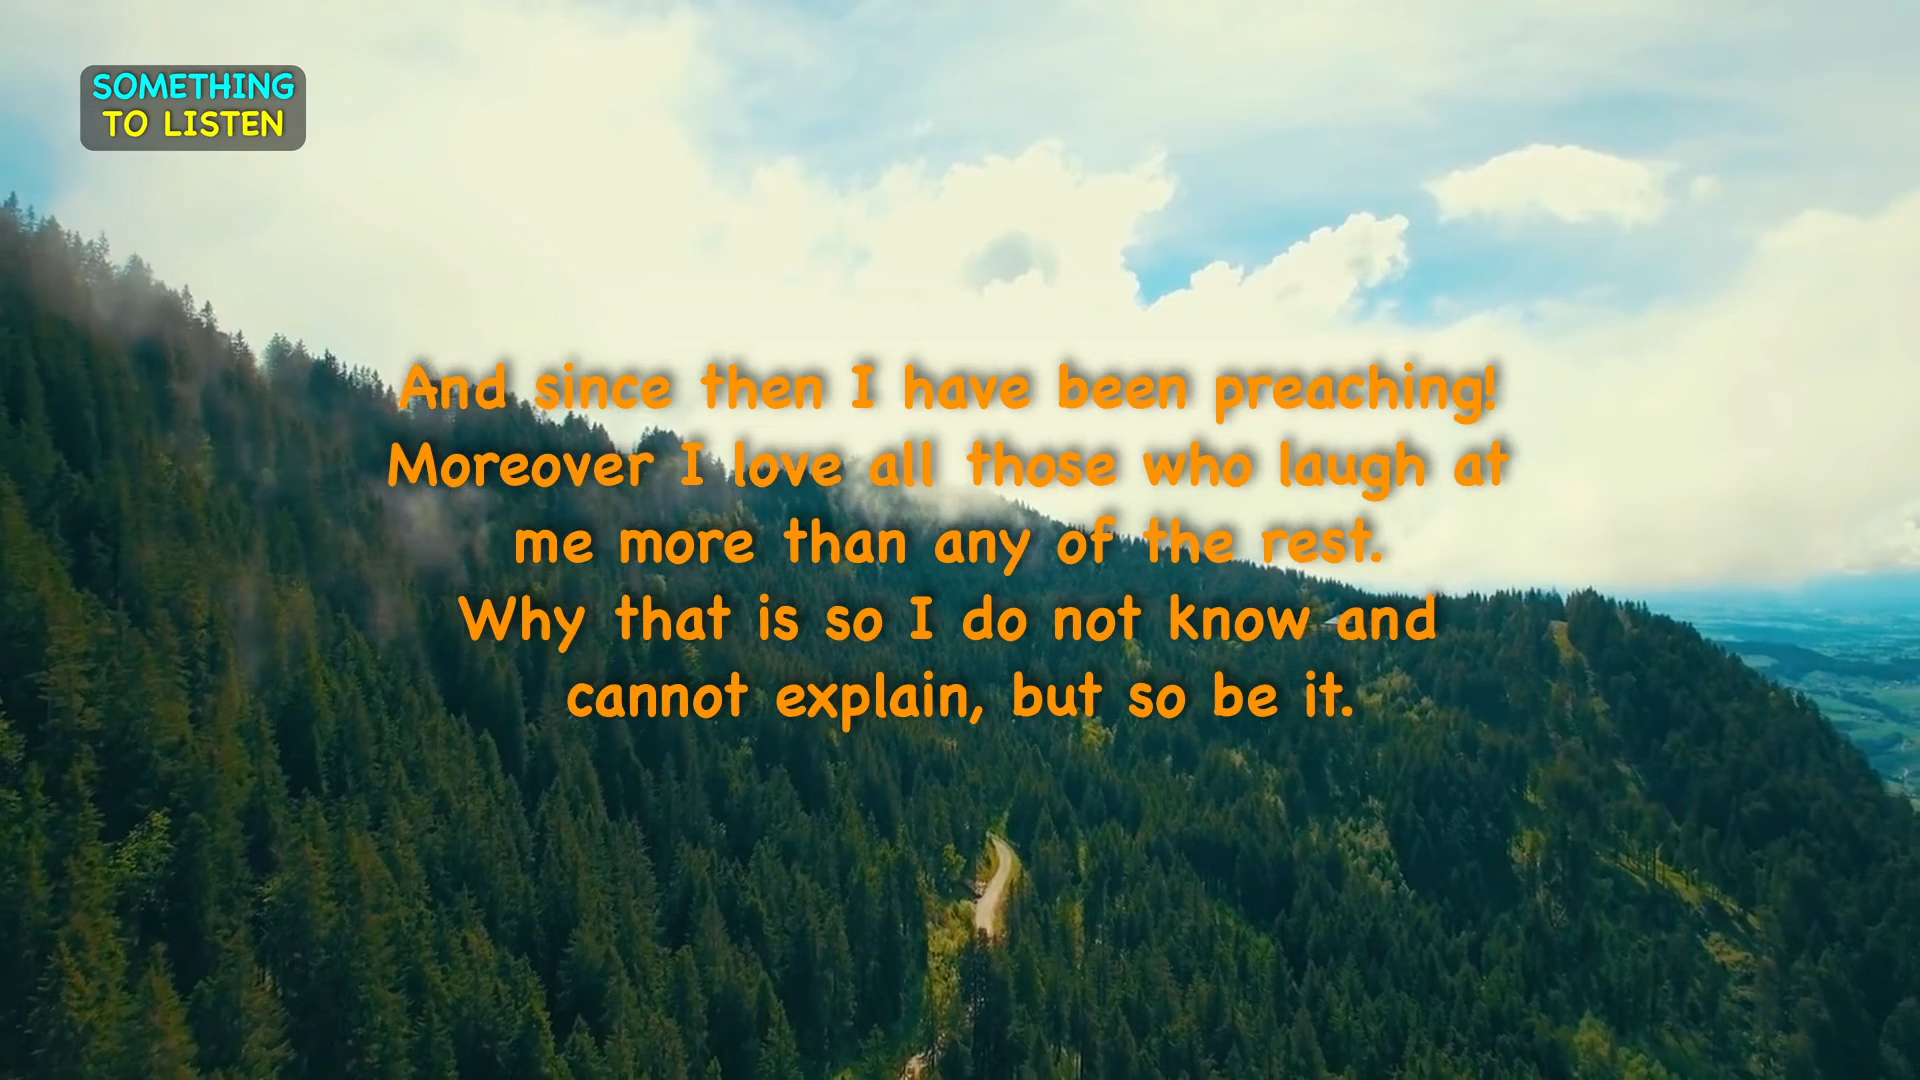 SOMETHING
TO LISTEN
And since then I have been preaching!
Moreover I love all those who laugh at
me more than any of the rest.
Why that is so I do not know and
cannot explain, but so be it.